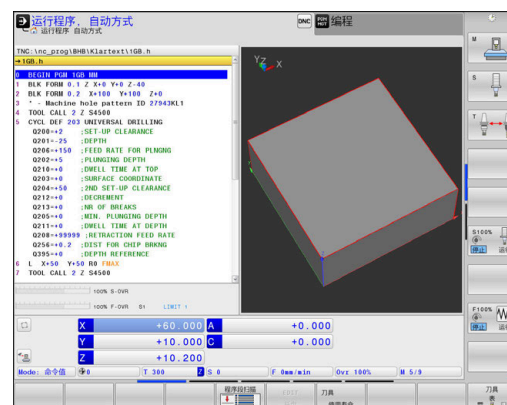 运行程序, 自动方式
运行程序 自动方式
DNC
编程
TNC:\nc_prog\BHB\Klartext\1GB.h
→1GB.h
0 BEGIN PGM 1GB MM
1 BLK FORM 0.1 Z X+0 Y+0 Z-40
2 BLK FORM 0.2 X+100 Y+100 Z+0
3 * - Machine hole pattern ID 27943KL1
4 TOOL CALL 2 Z S4500
5 CYCL DEF 203 UNIVERSAL DRILLING
Q200=+2 ;SET-UP CLEARANCE
Q201=-25 ;DEPTH
Q206=+150 ;FEED RATE FOR PLNGNG
Q202=+5 ;PLUNGING DEPTH
Q210=+0 ;DWELL TIME AT TOP
Q203=+0 ;SURFACE COORDINATE
Q204=+50 ;2ND SET-UP CLEARANCE
Q212=+0 ;DECREMENT
Q213=+0 ;NR OF BREAKS
Q205=+0 ;MIN. PLUNGING DEPTH
Q211=+0 ;DWELL TIME AT DEPTH
Q208=+99999 ;RETRACTION FEED RATE
Q256=+0.2 ;DIST FOR CHIP BRKNG
Q395=+0 ;DEPTH REFERENCE
6 L X+50 Y+50 R0 FMAX
7 TOOL CALL 2 Z S4500
Y Z X
M
S
T
100% S-OVR
100% F-OVR S1 LIMIT 1
S100%
停止
F100%
停止
X +60.000 A +0.000
Y +10.000 C +0.000
Z +10.200
Mode: 命令值 0 T 300 Z S 0 F 0mm/min Ovr 100% M 5/9
程序段扫描
刀具
刀具
表